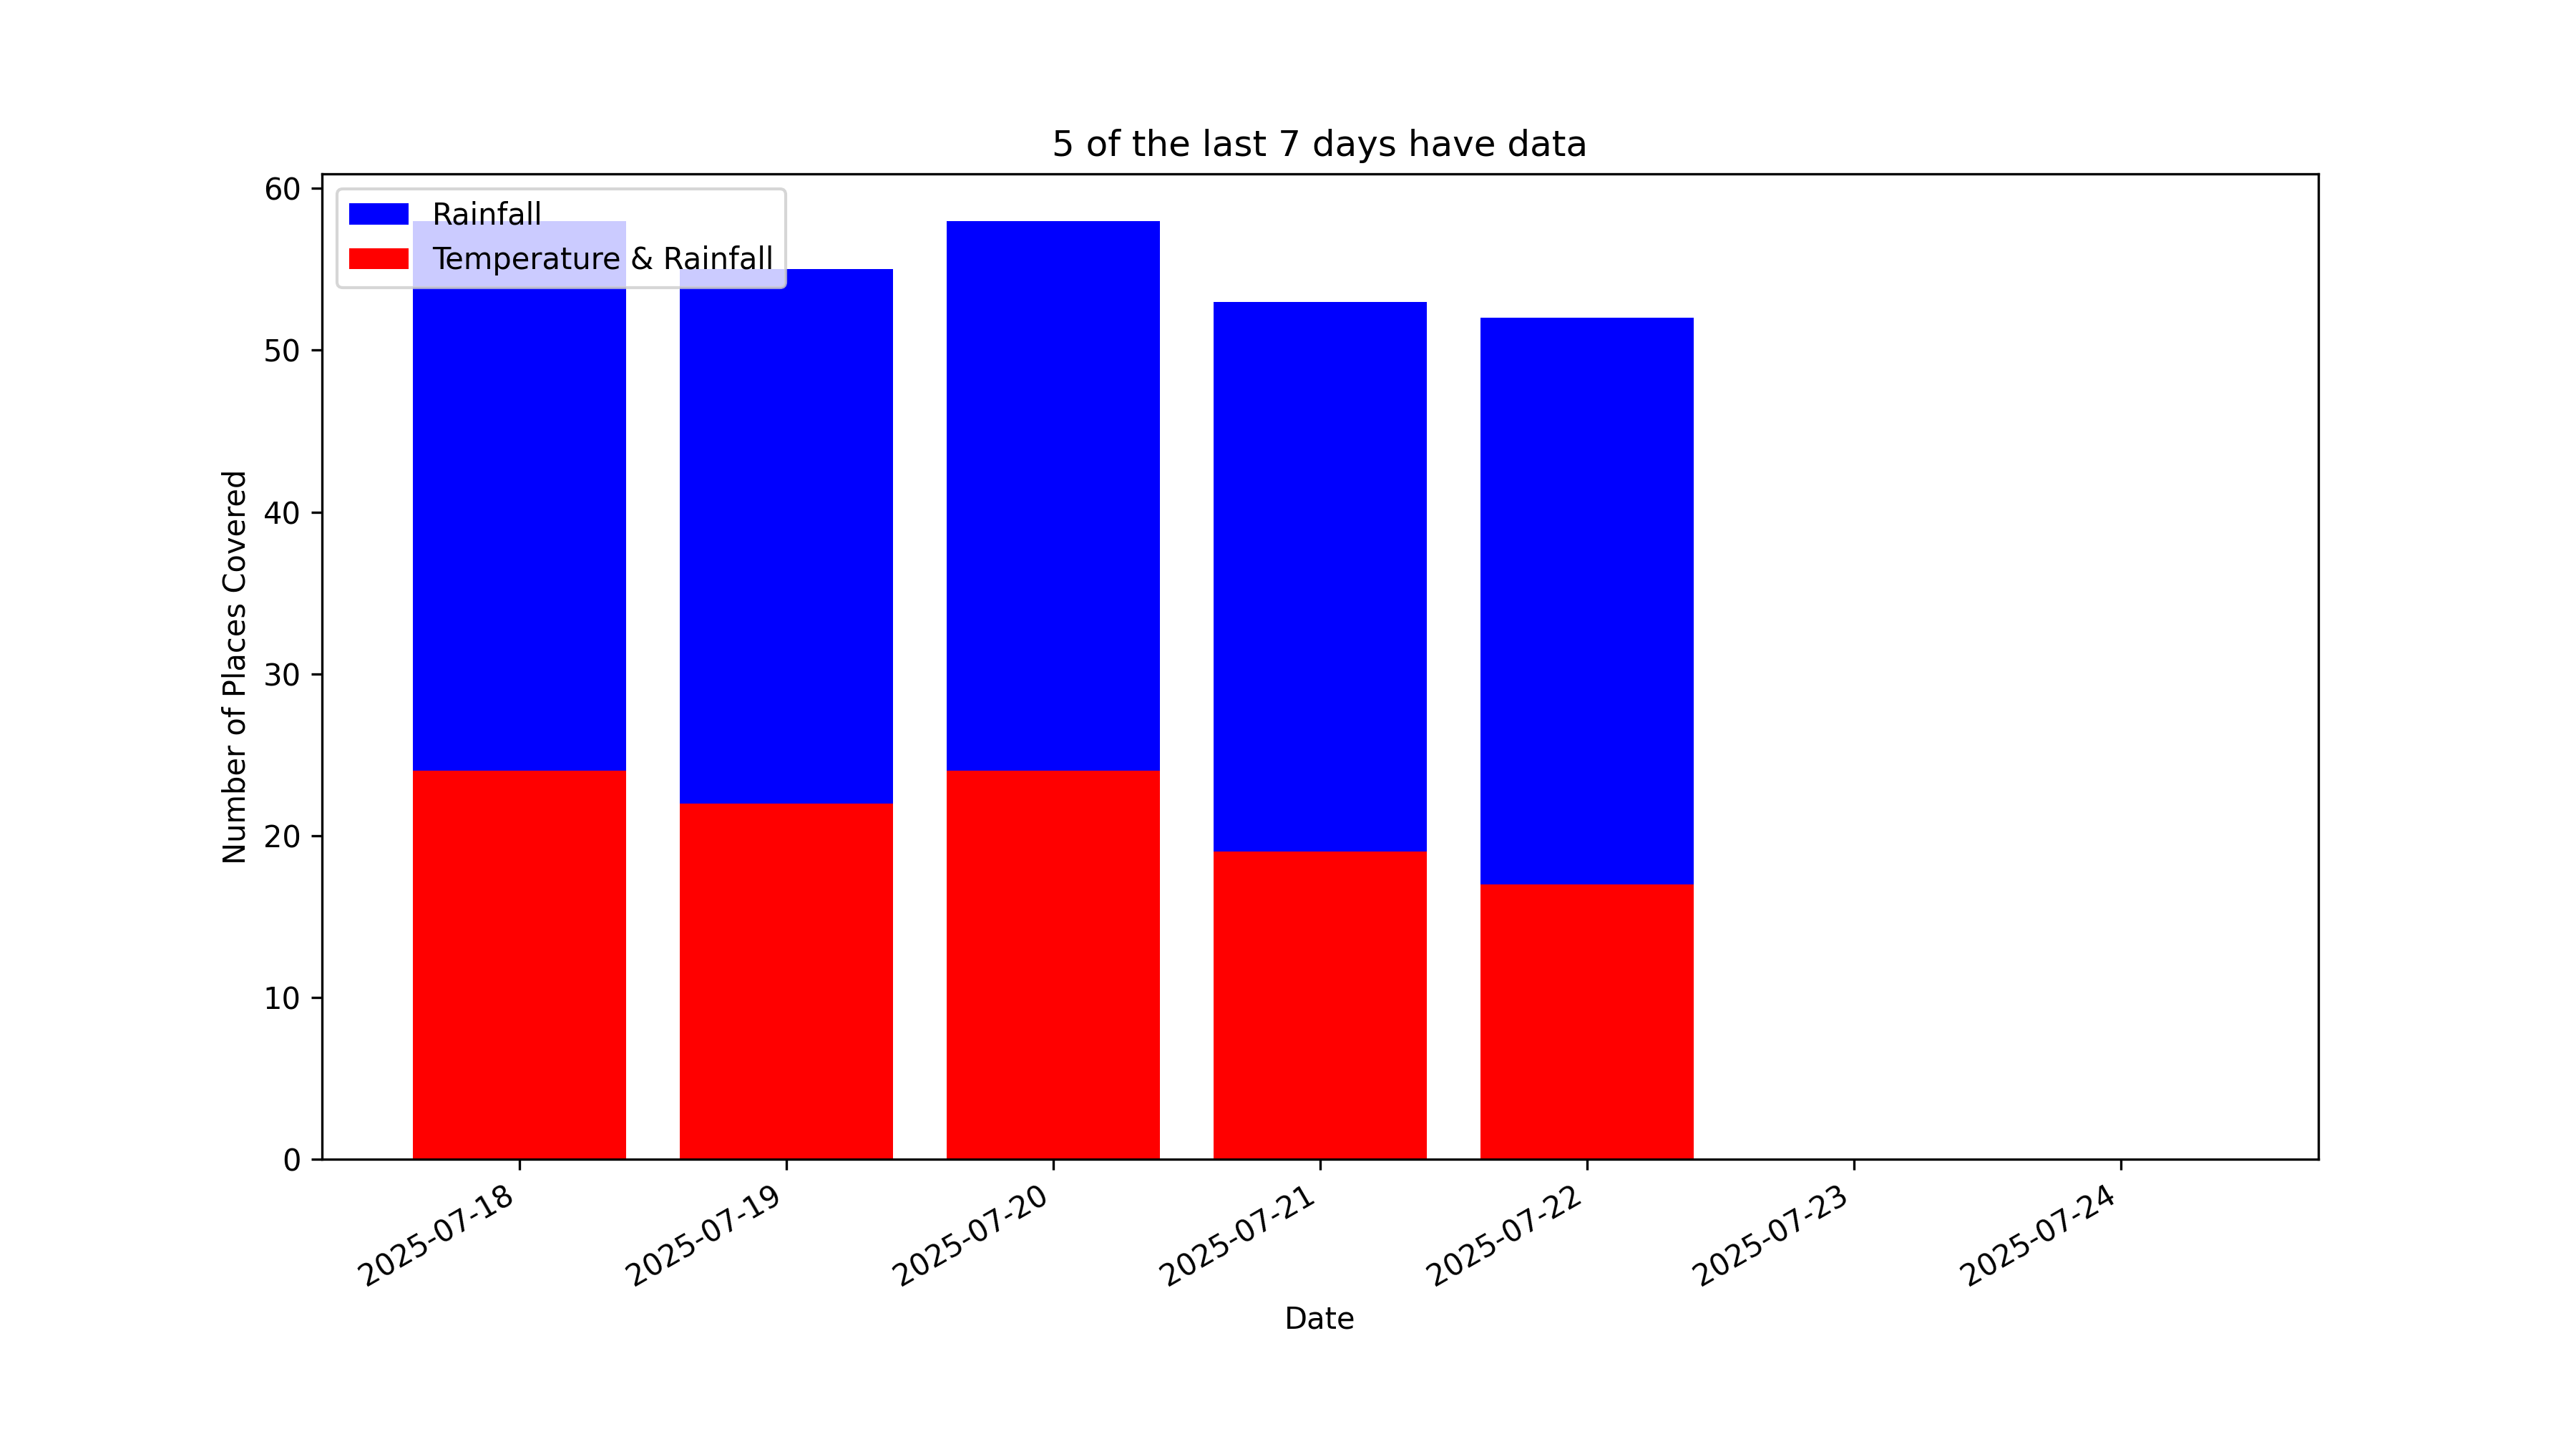 5 of the last 7 days have data
Rainfall
Temperature & Rainfall
Number of Places Covered
60
50
40
30
20
10
0
2025-07-18
2025-07-19
2025-07-20
2025-07-21
2025-07-22
2025-07-23
2025-07-24
Date